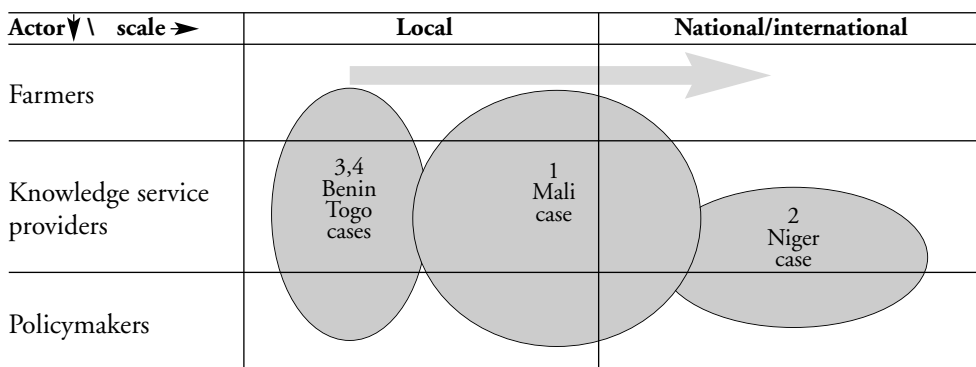 Actor \ scale
Local
National/international
Farmers
Knowledge service
providers
Policymakers
3,4
Benin
Togo
cases
1
Mali
case
2
Niger
case